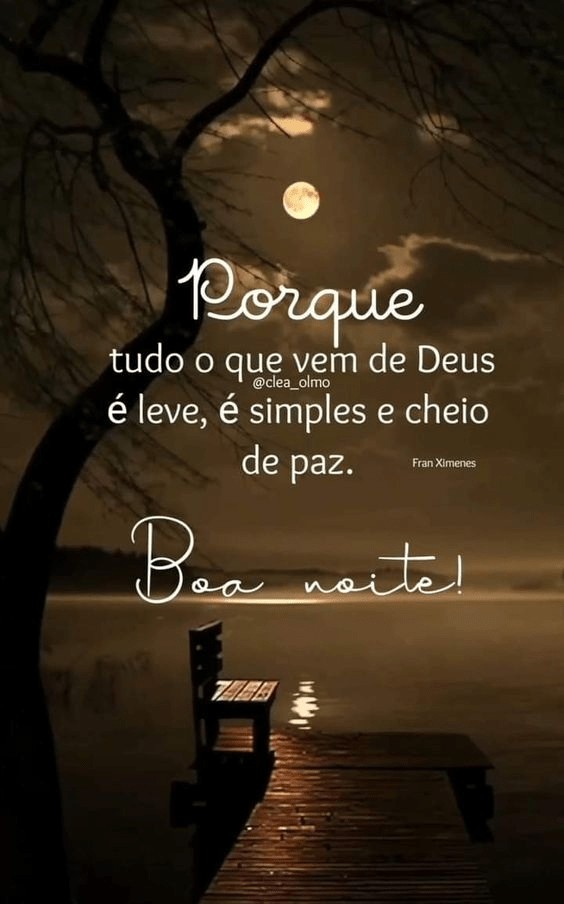 Porque
tudo o que vem de Deus
@clea_olmo
é leve, é simples e cheio
de paz.
Fran Ximenes
Boa noite!